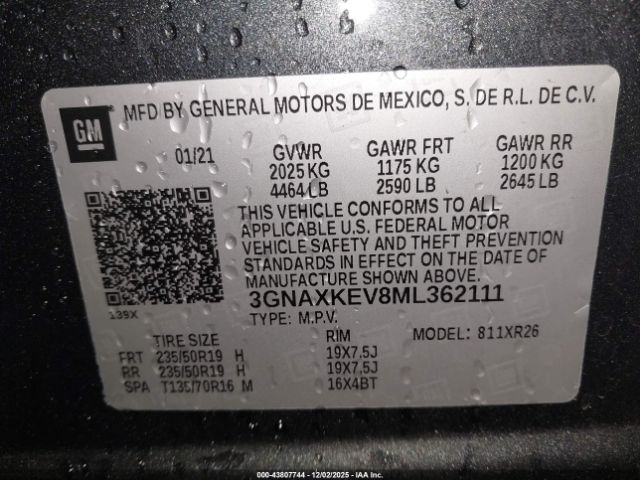 GM
MFD BY GENERAL MOTORS DE MEXICO, S. DE R.L. DE C.V.
01/21 GVWR GAWR FRT GAWR RR
2025 KG 1175 KG 1200 KG
4464 LB 2590 LB 2645 LB
THIS VEHICLE CONFORMS TO ALL
APPLICABLE U.S. FEDERAL MOTOR
VEHICLE SAFETY AND THEFT PREVENTION
STANDARDS IN EFFECT ON THE DATE OF
MANUFACTURE SHOWN ABOVE.
3GNAXKEV8ML362111
139X TYPE: M.P.V.
TIRE SIZE RIM MODEL: 811XR26
FRT 235/50R19 H 19X7.5J
RR 235/50R19 H 19X7.5J
SPA T135/70R16 M 16X4BT
000-43807744 - 12/02/2025 - IAA Inc.